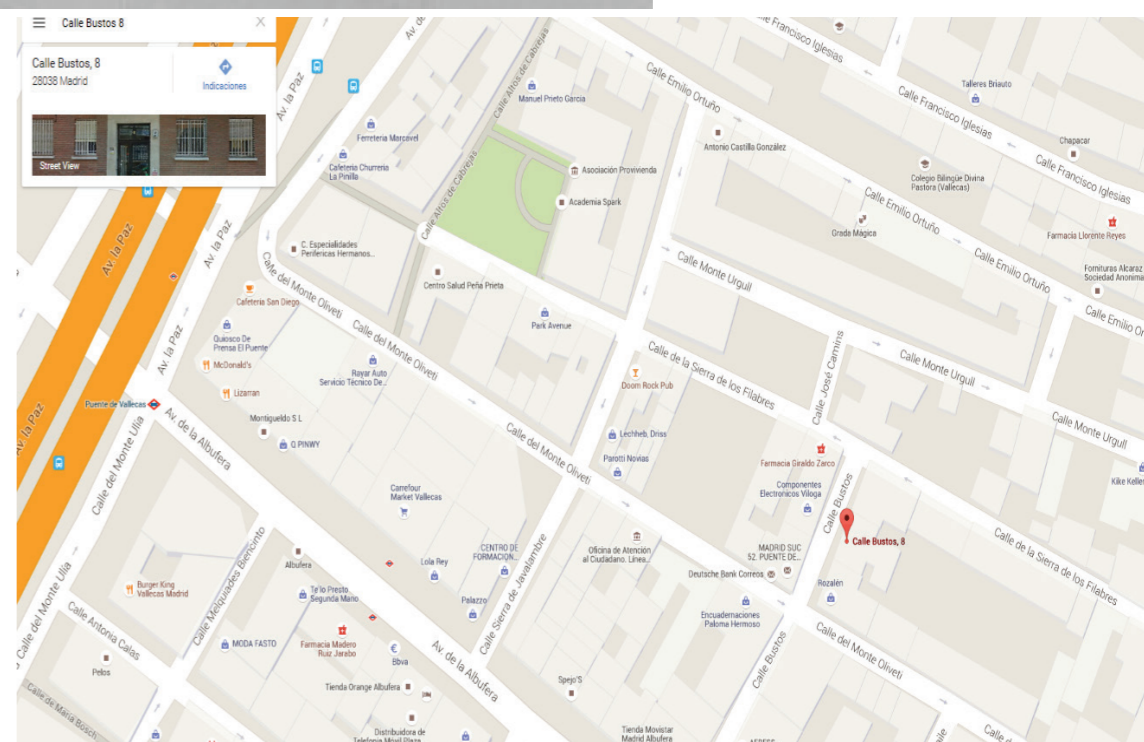 Calle Bustos 8
Calle Bustos, 8
28038 Madrid
Indicaciones
Street View
Calle Francisco Iglesias
Calle Francisco Iglesias
Calle Francisco Iglesias
Talleres Briauto
Chapacar
Calle Emilio Ortuño
Calle Altos de Cabrejas
Manuel Prieto Garcia
Antonio Castilla González
Colegio Bilingüe Divina
Pastora (Vallecas)
Ferreteria Marcovel
Cafeteria Churreria
La Pinilla
Asociación Provivienda
Academia Spark
Calle Altos de Cabrejas
Calle Emilio Ortuño
Grada Mágica
Farmacia Llorente Reyes
Av. la Paz
Av. la Paz
Av. la Paz
C. Especialidades
Perifericas Hermanos...
Calle Monte Urgull
Calle Emilio Ortuño
Fornituras Alcaraz
Sociedad Anonima
Calle del Monte Oliveti
Cafeteria San Diego
Centro Salud Peña Prieta
Park Avenue
Calle Emilio Or
Quiosco De
Prensa El Puente
McDonald's
Lizarran
Av. la Paz
Av. la Paz
Calle del Monte Oliveti
Rayar Auto
Servicio Técnico De...
Calle de la Sierra de los Filabres
Doom Rock Pub
Calle José Camins
Calle Monte Urgull
Puente de Vallecas
Montigueldo S L
Q PINWY
Av. de la Albufera
Calle del Monte Ulia
Calle del Monte Oliveti
Lechheb, Driss
Parotti Novias
Calle Monte Urgull
Farmacia Giraldo Zarco
Componentes
Electronicos Viloga
Kike Keller
Carrefour
Market Vallecas
Calle Bustos
Calle Bustos, 8
Calle de la Sierra de los Filabres
CENTRO DE
FORMACION...
Oficina de Atención
al Ciudadano. Línea...
MADRID SUC
52. PUENTE DE...
Deutsche Bank Correos
Rozalén
Albufera
Lola Rey
Palazzo
Calle Sierra de Javalambre
Encuadernaciones
Paloma Hermoso
Burger King
Vallecas Madrid
Te lo Presto
Segunda Mano
Calle Melquiades Biencinto
Calle Antonia Calas
Calle del Monte Ulia
MODA FASTO
Farmacia Madero
Ruiz Jarabo
Bbva
Av. de la Albufera
Calle Bustos
Calle del Monte Oliveti
Pelos
Tienda Orange Albufera
Spejo'S
Calle de Maria Bosch
Distribuidora de
Telefonia Móvil Plaza
Tienda Movistar
Madrid Albufera